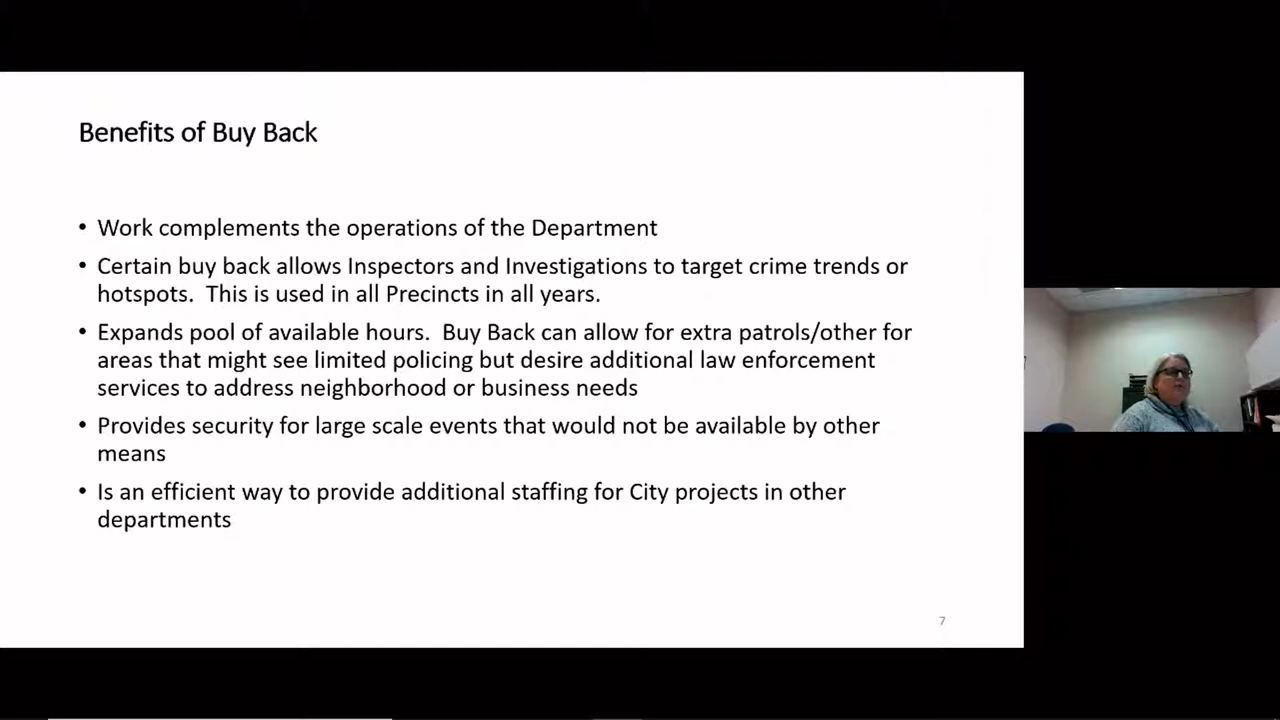 Benefits of Buy Back
• Work complements the operations of the Department
• Certain buy back allows Inspectors and Investigations to target crime trends or
hotspots.  This is used in all Precincts in all years.
• Expands pool of available hours.  Buy Back can allow for extra patrols/other for
areas that might see limited policing but desire additional law enforcement
services to address neighborhood or business needs
• Provides security for large scale events that would not be available by other
means
• Is an efficient way to provide additional staffing for City projects in other
departments
7